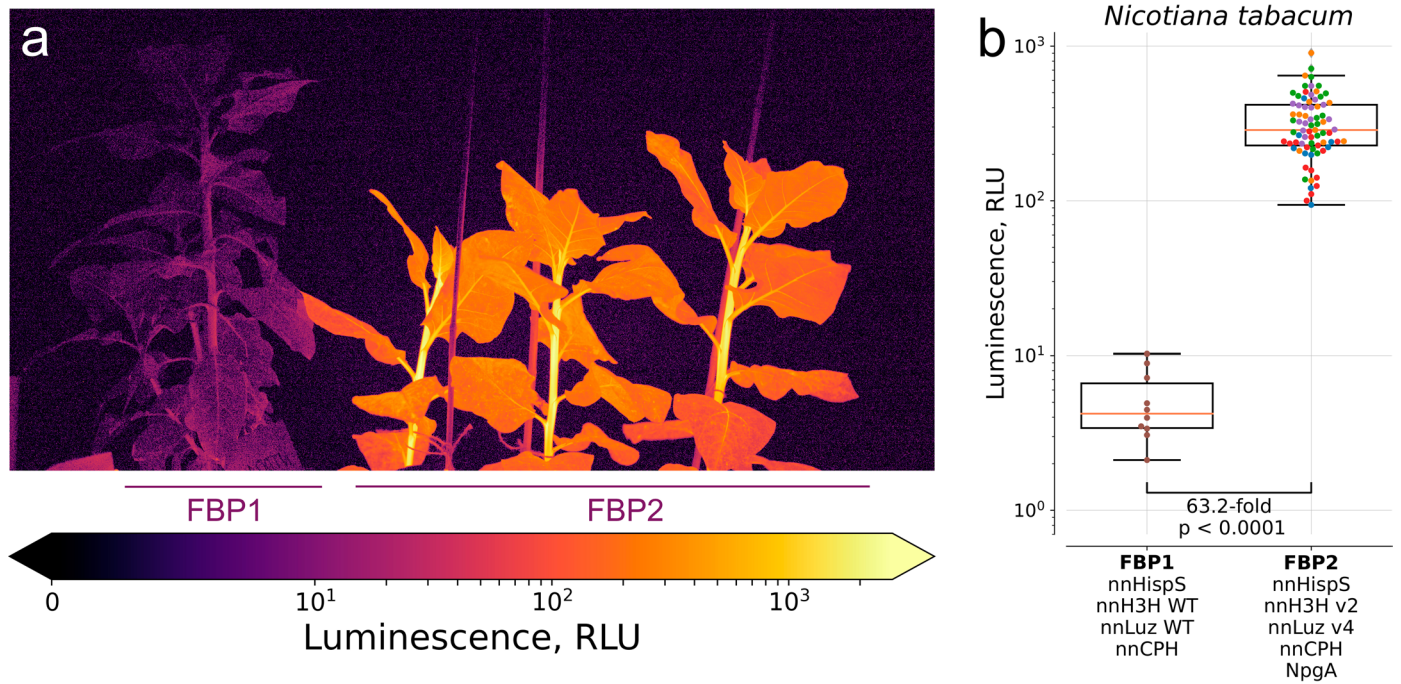 a
FBP1
FBP2
0
10¹
10²
10³
Luminescence, RLU
b
Nicotiana tabacum
Luminescence, RLU
10³
10²
10¹
10⁰
63.2-fold
p < 0.0001
FBP1
nnHispS
nnH3H WT
nnLuz WT
nnCPH
FBP2
nnHispS
nnH3H v2
nnLuz v4
nnCPH
NpgA